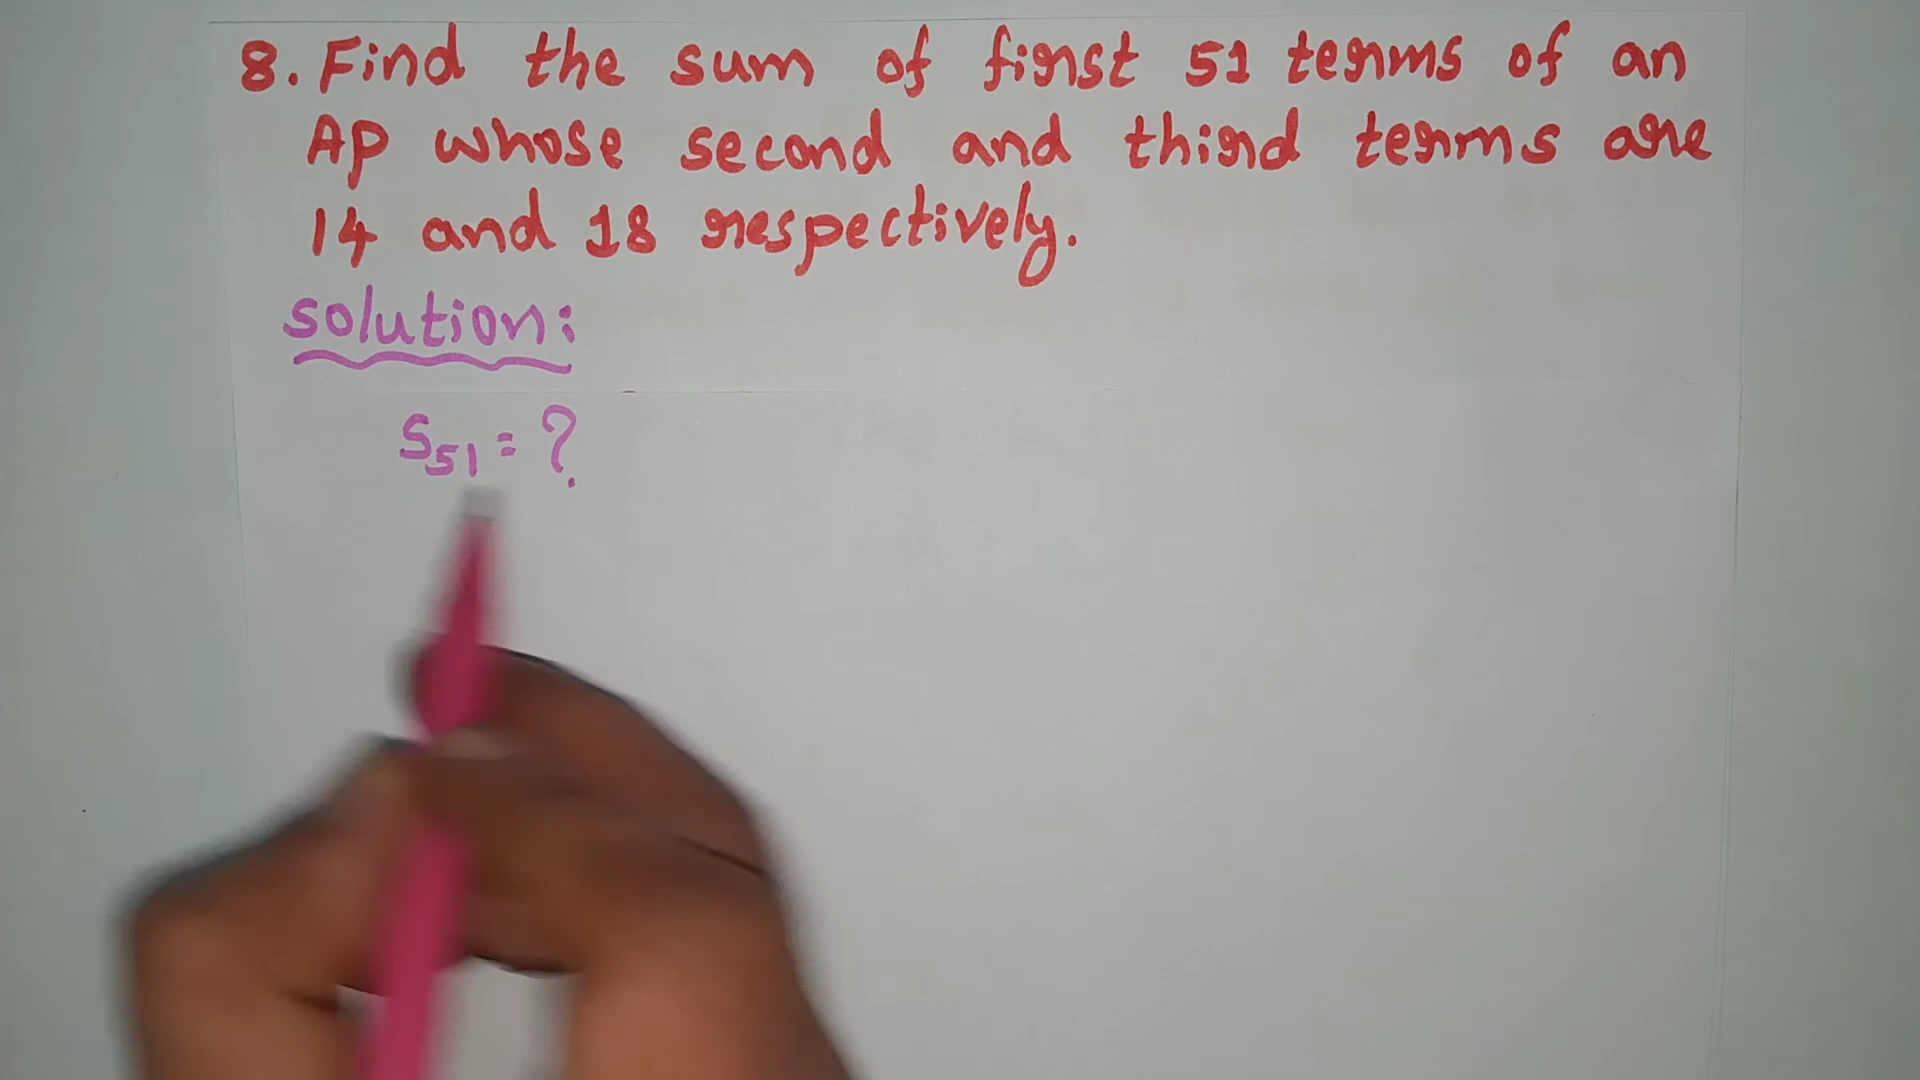 8. Find the sum of first 51 terms of an
AP whose second and third terms are
14 and 18 respectively.
solution:
S₅₁ = ?